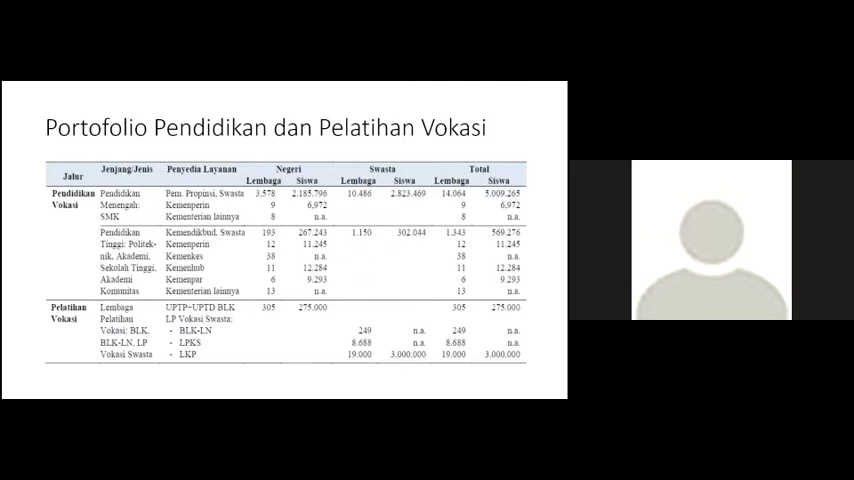 Portofolio Pendidikan dan Pelatihan Vokasi
Jalur Jenjang/Jenis Penyedia Layanan Negeri Swasta Total
Lembaga Siswa Lembaga Siswa Lembaga Siswa
Pendidikan Pendidikan Pem. Propinsi, Swasta 3.578 2.185.796 10.486 2.823.469 14.064 5.009.265
Vokasi Menengah: Kemenperin 9 6,972 9 6,972
SMK Kementerian lainnya 8 n.a. 8 n.a.
Pendidikan Kemendikbud, Swasta 193 267.243 1.150 302.044 1.343 569.276
Tinggi: Politek- Kemenperin 12 11.245 12 11.245
nik, Akademi, Kemenkes 38 n.a. 38 n.a.
Sekolah Tinggi, Kemenhub 11 12.284 11 12.284
Akademi Kemenpar 6 9.293 6 9.293
Komunitas Kementerian lainnya 13 n.a. 13 n.a.
Pelatihan Lembaga UPTP+UPTD BLK 305 275.000 305 275.000
Vokasi Pelatihan LP Vokasi Swasta:
Vokasi: BLK, - BLK-LN 249 n.a. 249 n.a.
BLK-LN, LP - LPKS 8.688 n.a. 8.688 n.a.
Vokasi Swasta - LKP 19.000 3.000.000 19.000 3.000.000